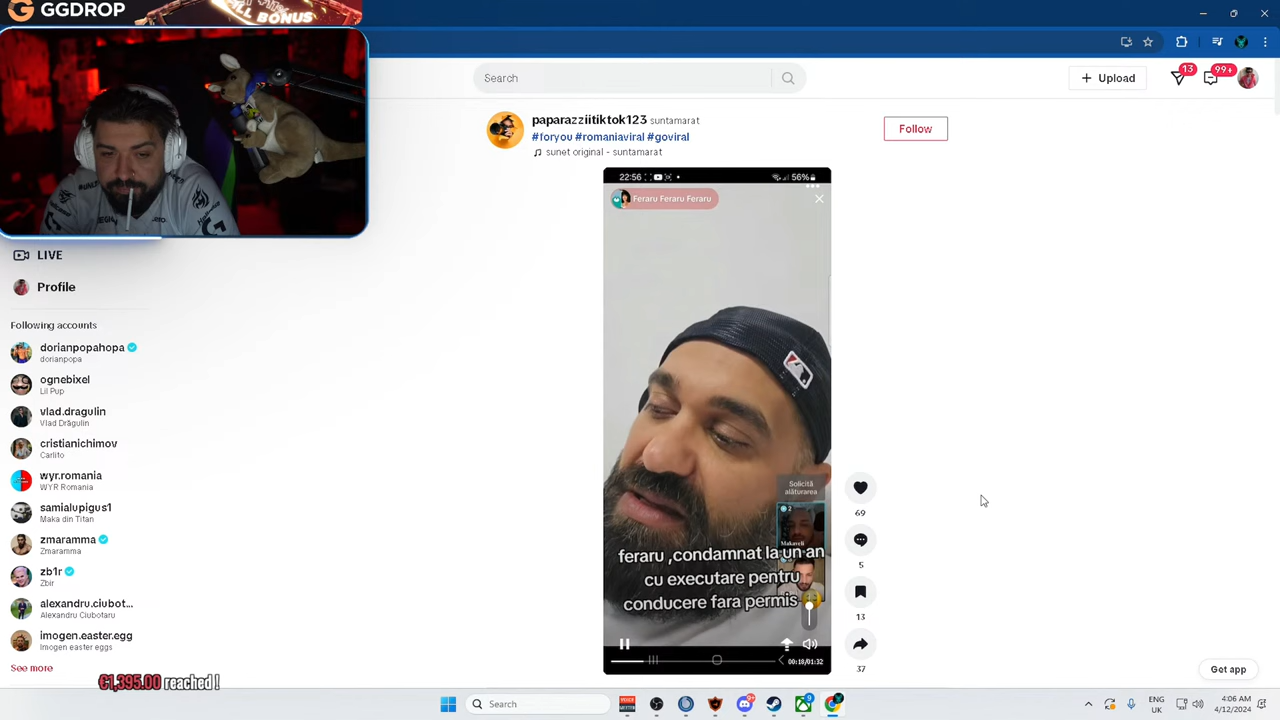 GGDROP
LL BONUS
Search
Upload
13
99+
paparazziitiktok123 suntamarat
#foryou #romaniaviral #goviral
sunet original - suntamarat
Follow
22:56
56%
Feraru Feraru Feraru
LIVE
Profile
Following accounts
dorianpopahopa
dorianpopa
ognebixel
Lil Pup
vlad.dragulin
Vlad Drăgulin
cristianichimov
Carlito
wyr.romania
WYR Romania
samialupigus1
Maka din Titan
zmaramma
Zmaramma
zb1r
Zbir
alexandru.ciubot...
Alexandru Ciubotaru
imogen.easter.egg
Imogen easter eggs
See more
Solicită
alăturarea
2
Makaveli
feraru ,condamnat la un an
cu executare pentru
conducere fara permis
00:18/01:32
69
5
13
37
Get app
€1,395.00 reached !
Search
ENG
UK
4:06 AM
4/12/2024